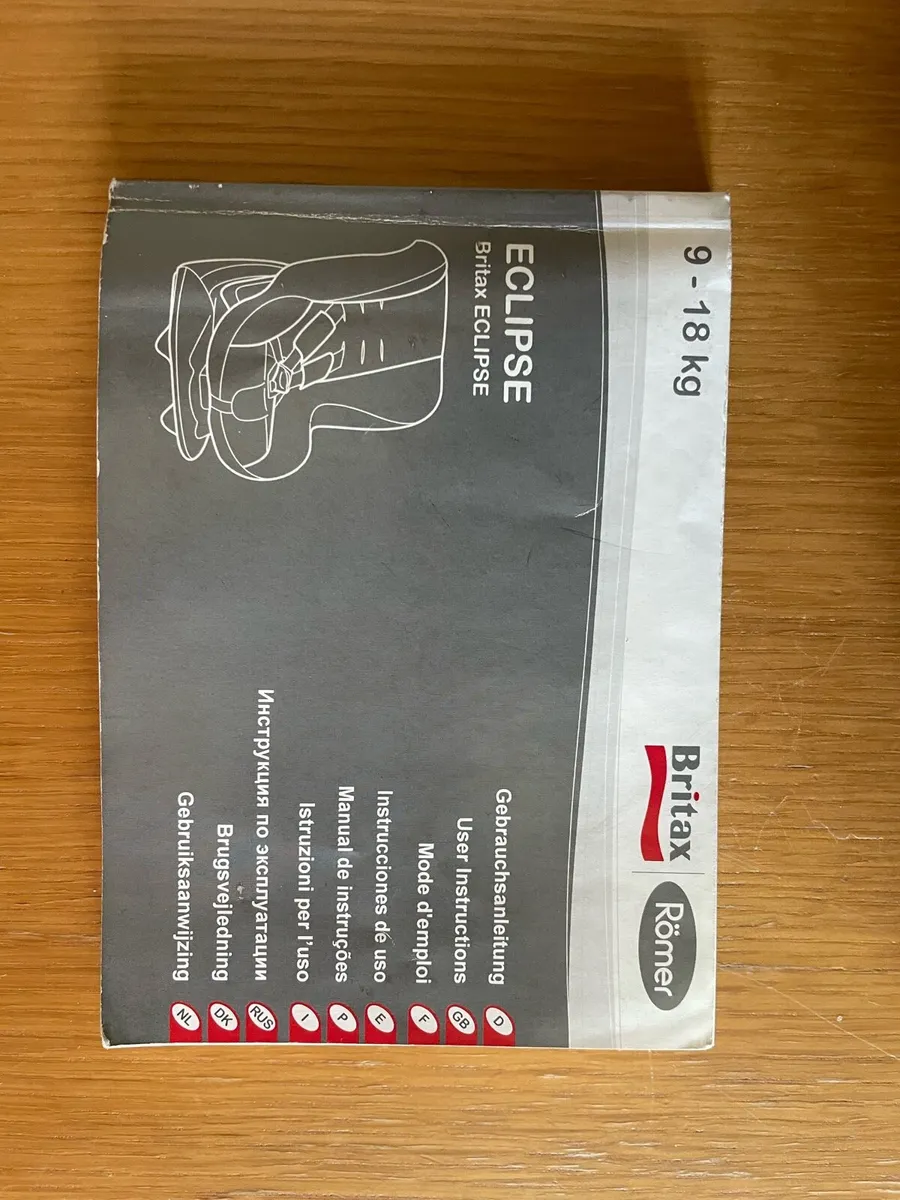 9 - 18 kg
Britax
Römer
ECLIPSE
Britax ECLIPSE
Gebrauchsanleitung D
User Instructions GB
Mode d'emploi F
Instrucciones de uso E
Manual de instruções P
Istruzioni per l'uso I
Инструкция по эксплуатации RUS
Brugsvejledning DK
Gebruiksaanwijzing NL